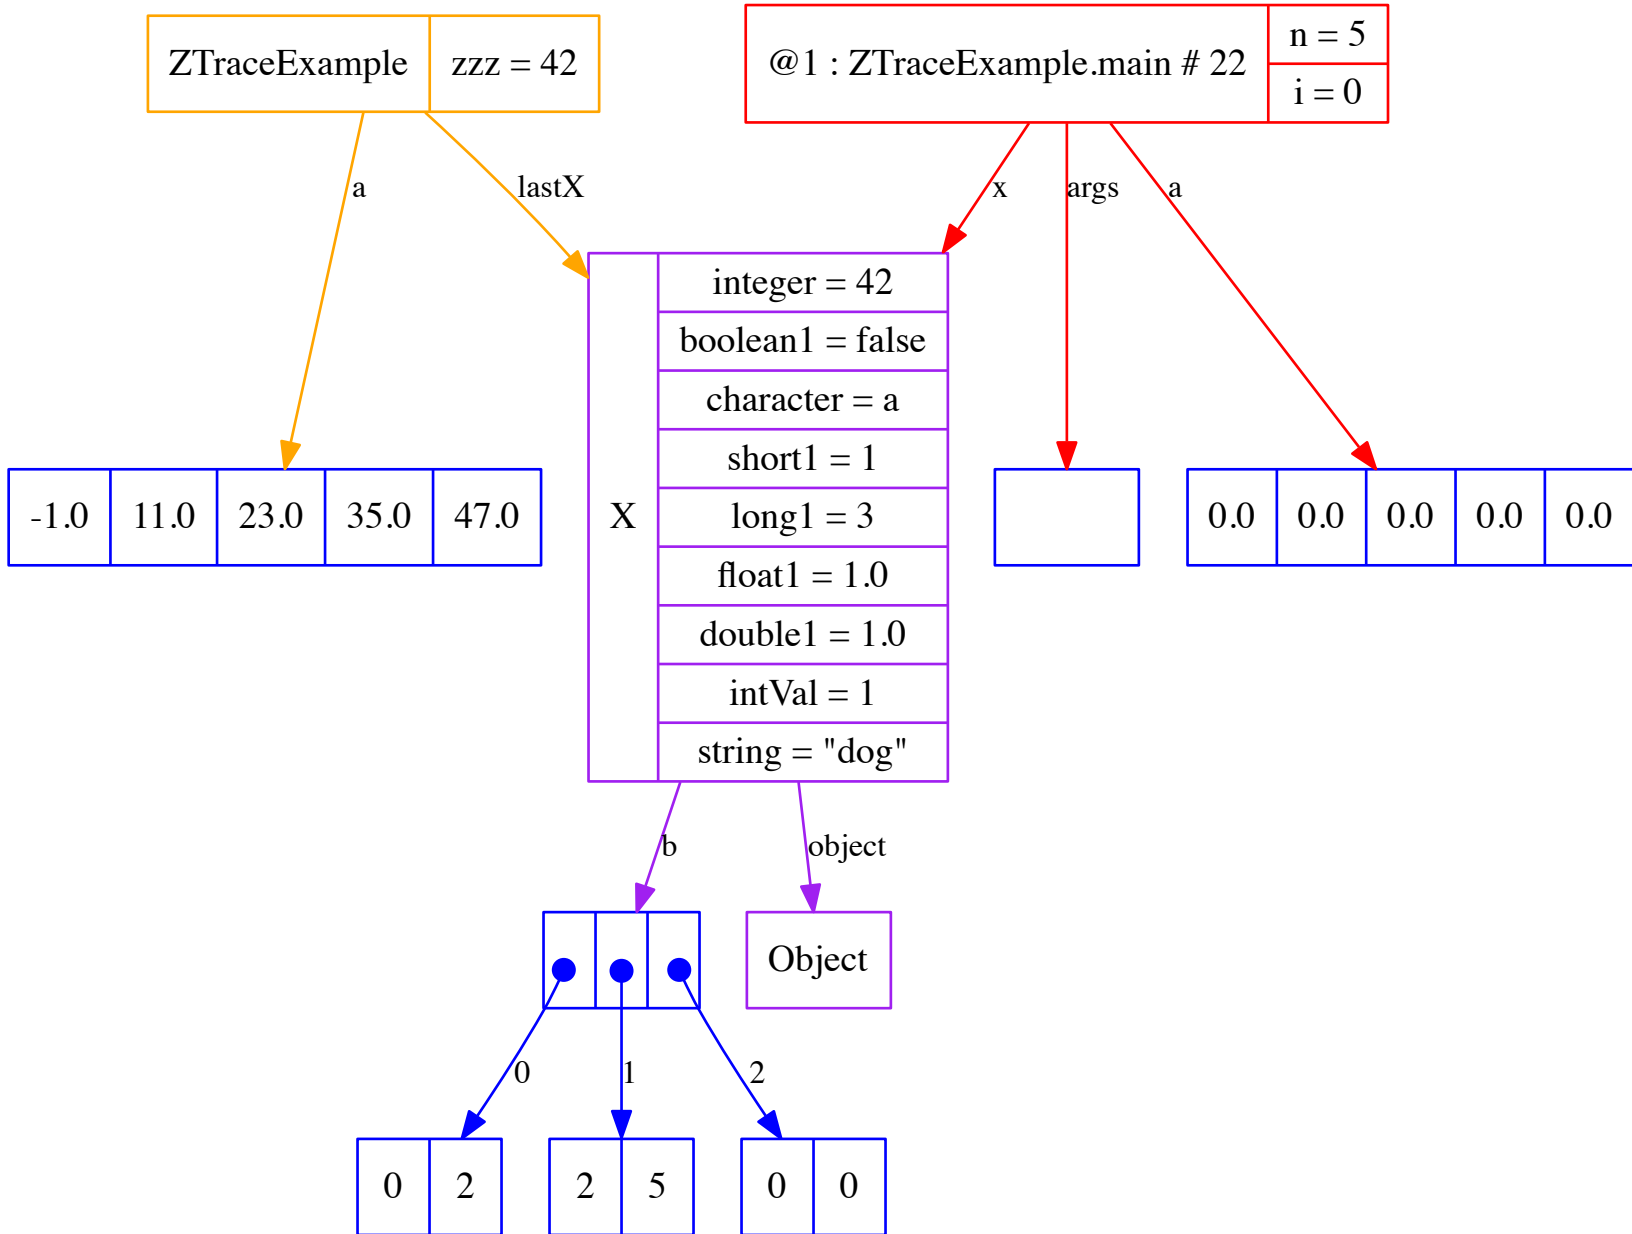 ZTraceExample
zzz = 42
@1 : ZTraceExample.main # 22
n = 5
i = 0
a
lastX
x
args
a
X
integer = 42
boolean1 = false
character = a
short1 = 1
long1 = 3
float1 = 1.0
double1 = 1.0
intVal = 1
string = "dog"
-1.0 11.0 23.0 35.0 47.0
0.0 0.0 0.0 0.0 0.0
b
object
Object
0
1
2
0 2
2 5
0 0